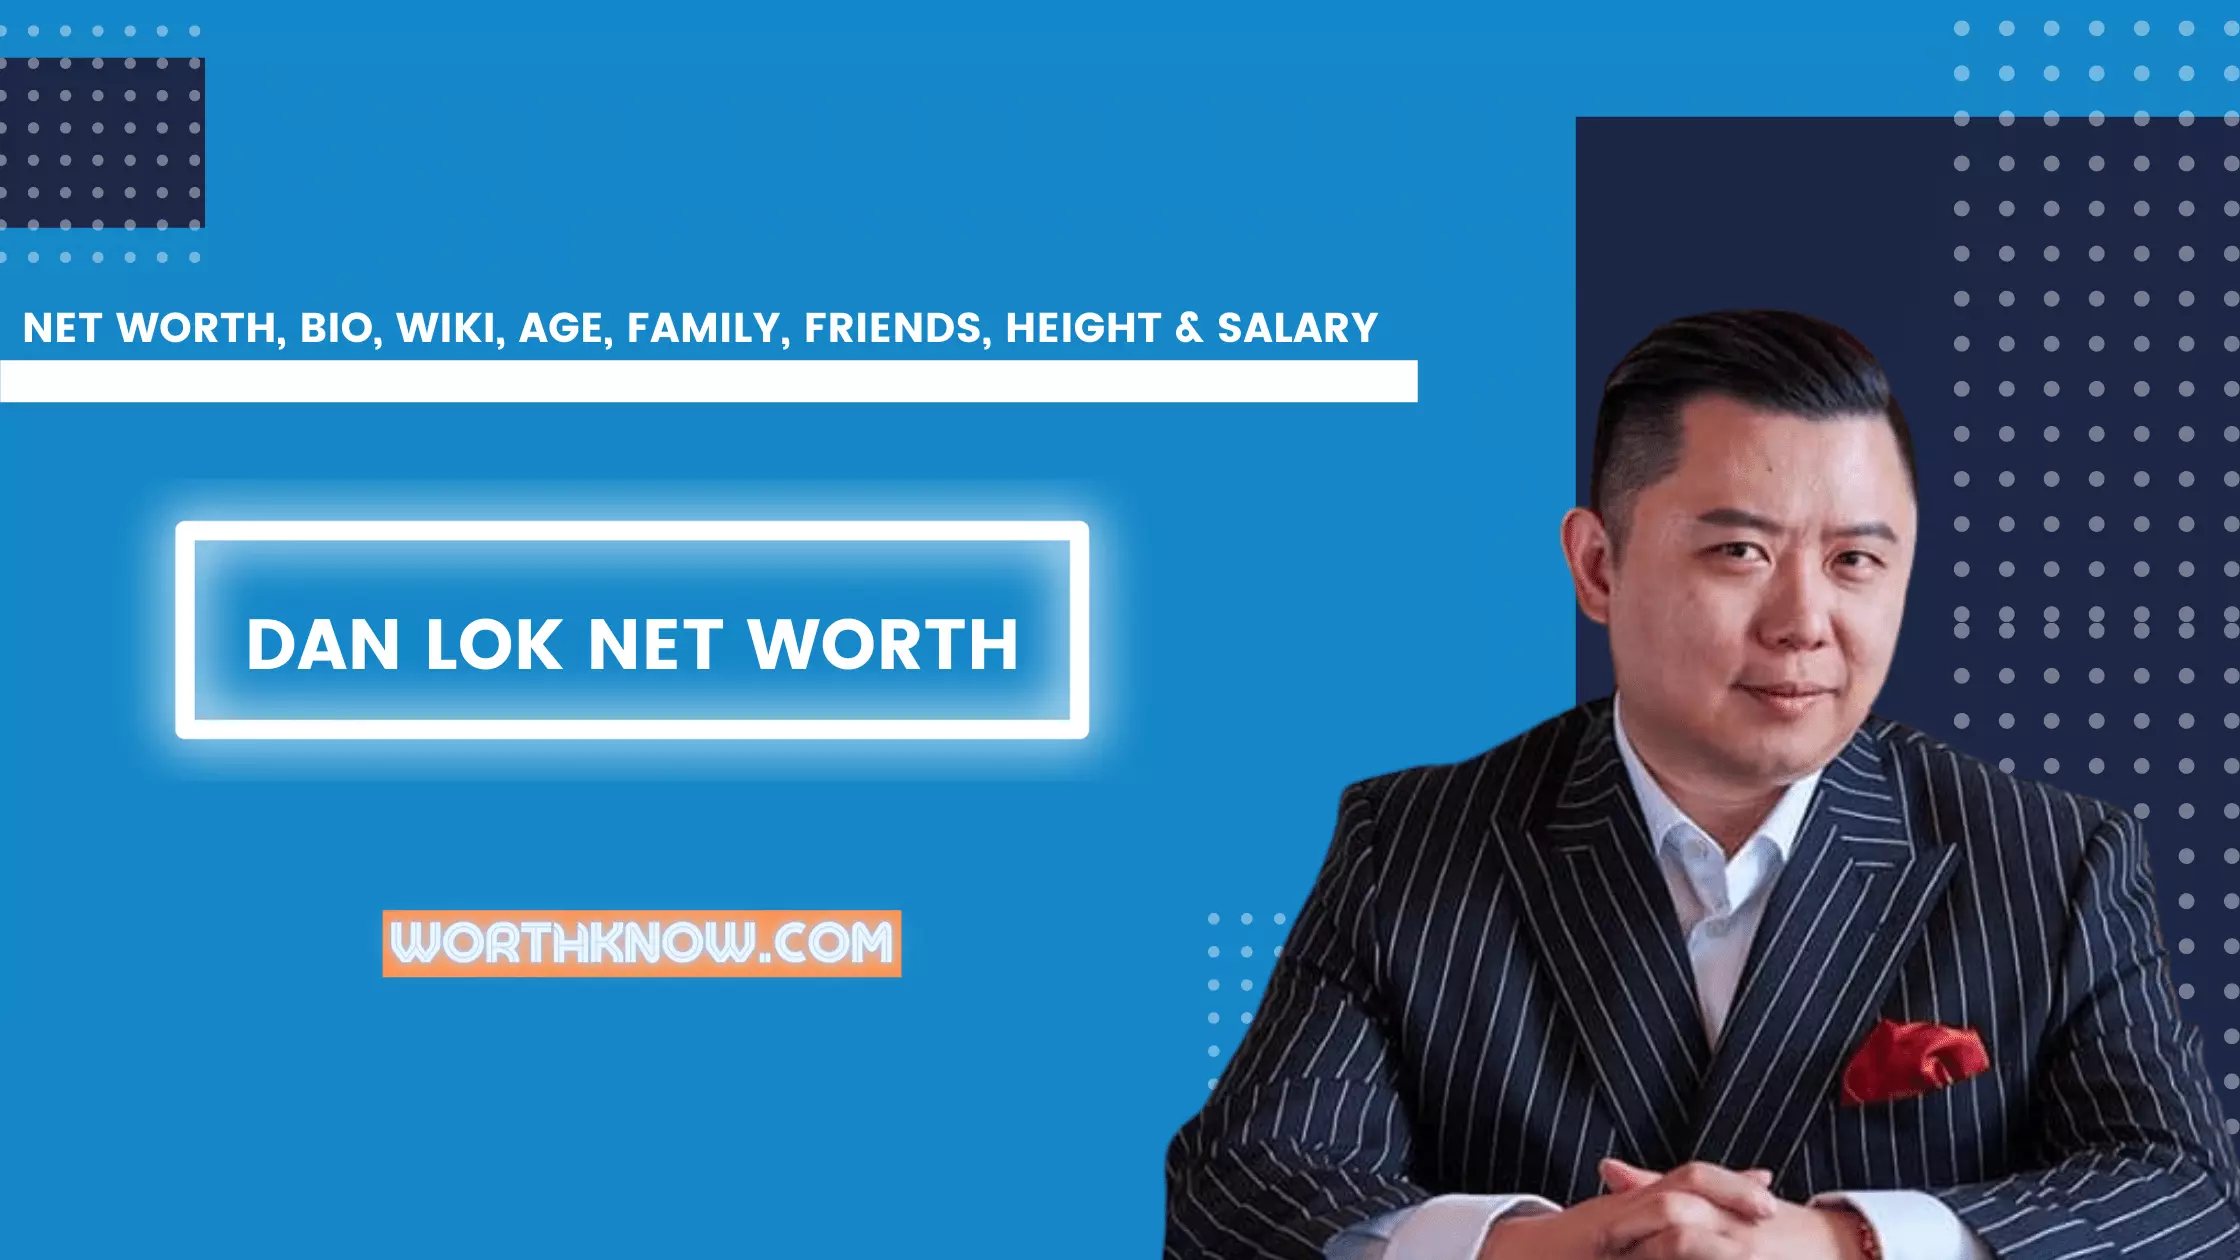 NET WORTH, BIO, WIKI, AGE, FAMILY, FRIENDS, HEIGHT & SALARY
DAN LOK NET WORTH
WORTHKNOW.COM